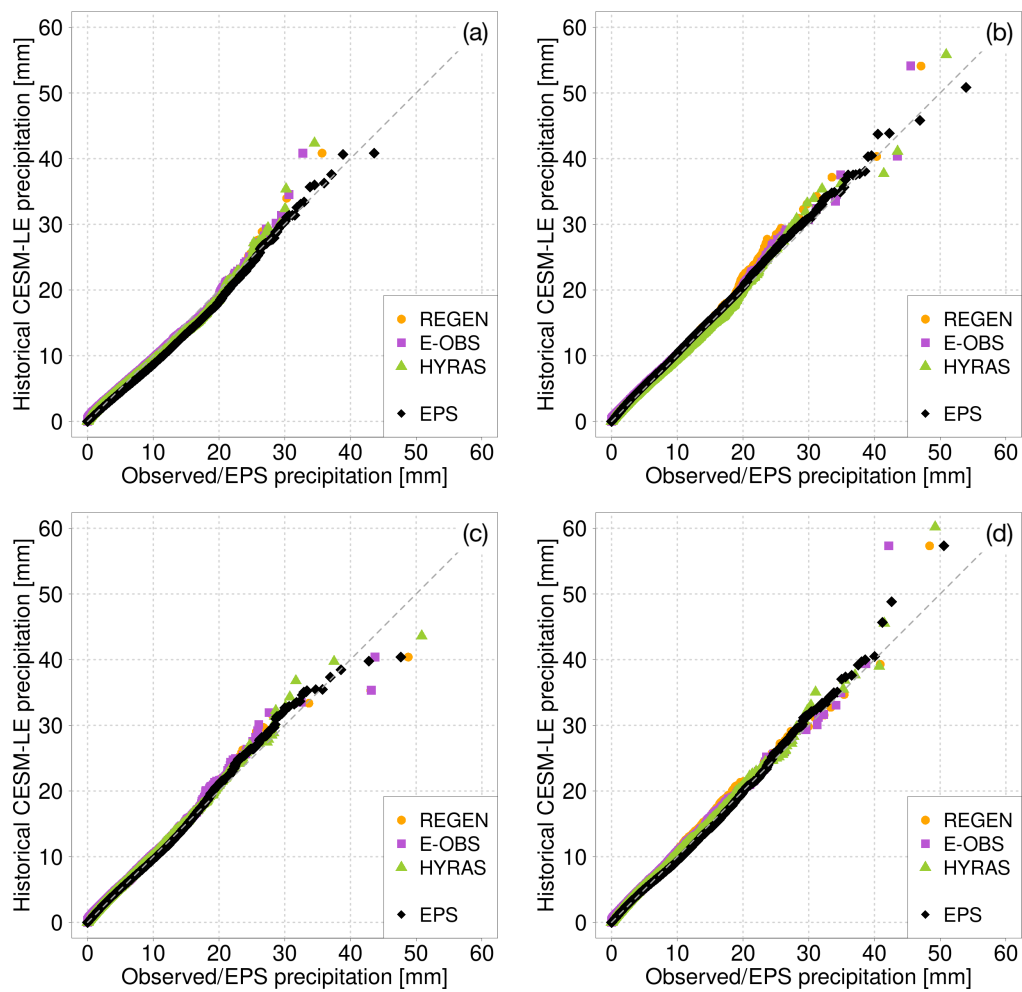 (a)
Historical CESM-LE precipitation [mm]
60
50
40
30
20
10
0
REGEN
E-OBS
HYRAS
EPS
0 10 20 30 40 50 60
Observed/EPS precipitation [mm]
(b)
Historical CESM-LE precipitation [mm]
60
50
40
30
20
10
0
REGEN
E-OBS
HYRAS
EPS
0 10 20 30 40 50 60
Observed/EPS precipitation [mm]
(c)
Historical CESM-LE precipitation [mm]
60
50
40
30
20
10
0
REGEN
E-OBS
HYRAS
EPS
0 10 20 30 40 50 60
Observed/EPS precipitation [mm]
(d)
Historical CESM-LE precipitation [mm]
60
50
40
30
20
10
0
REGEN
E-OBS
HYRAS
EPS
0 10 20 30 40 50 60
Observed/EPS precipitation [mm]